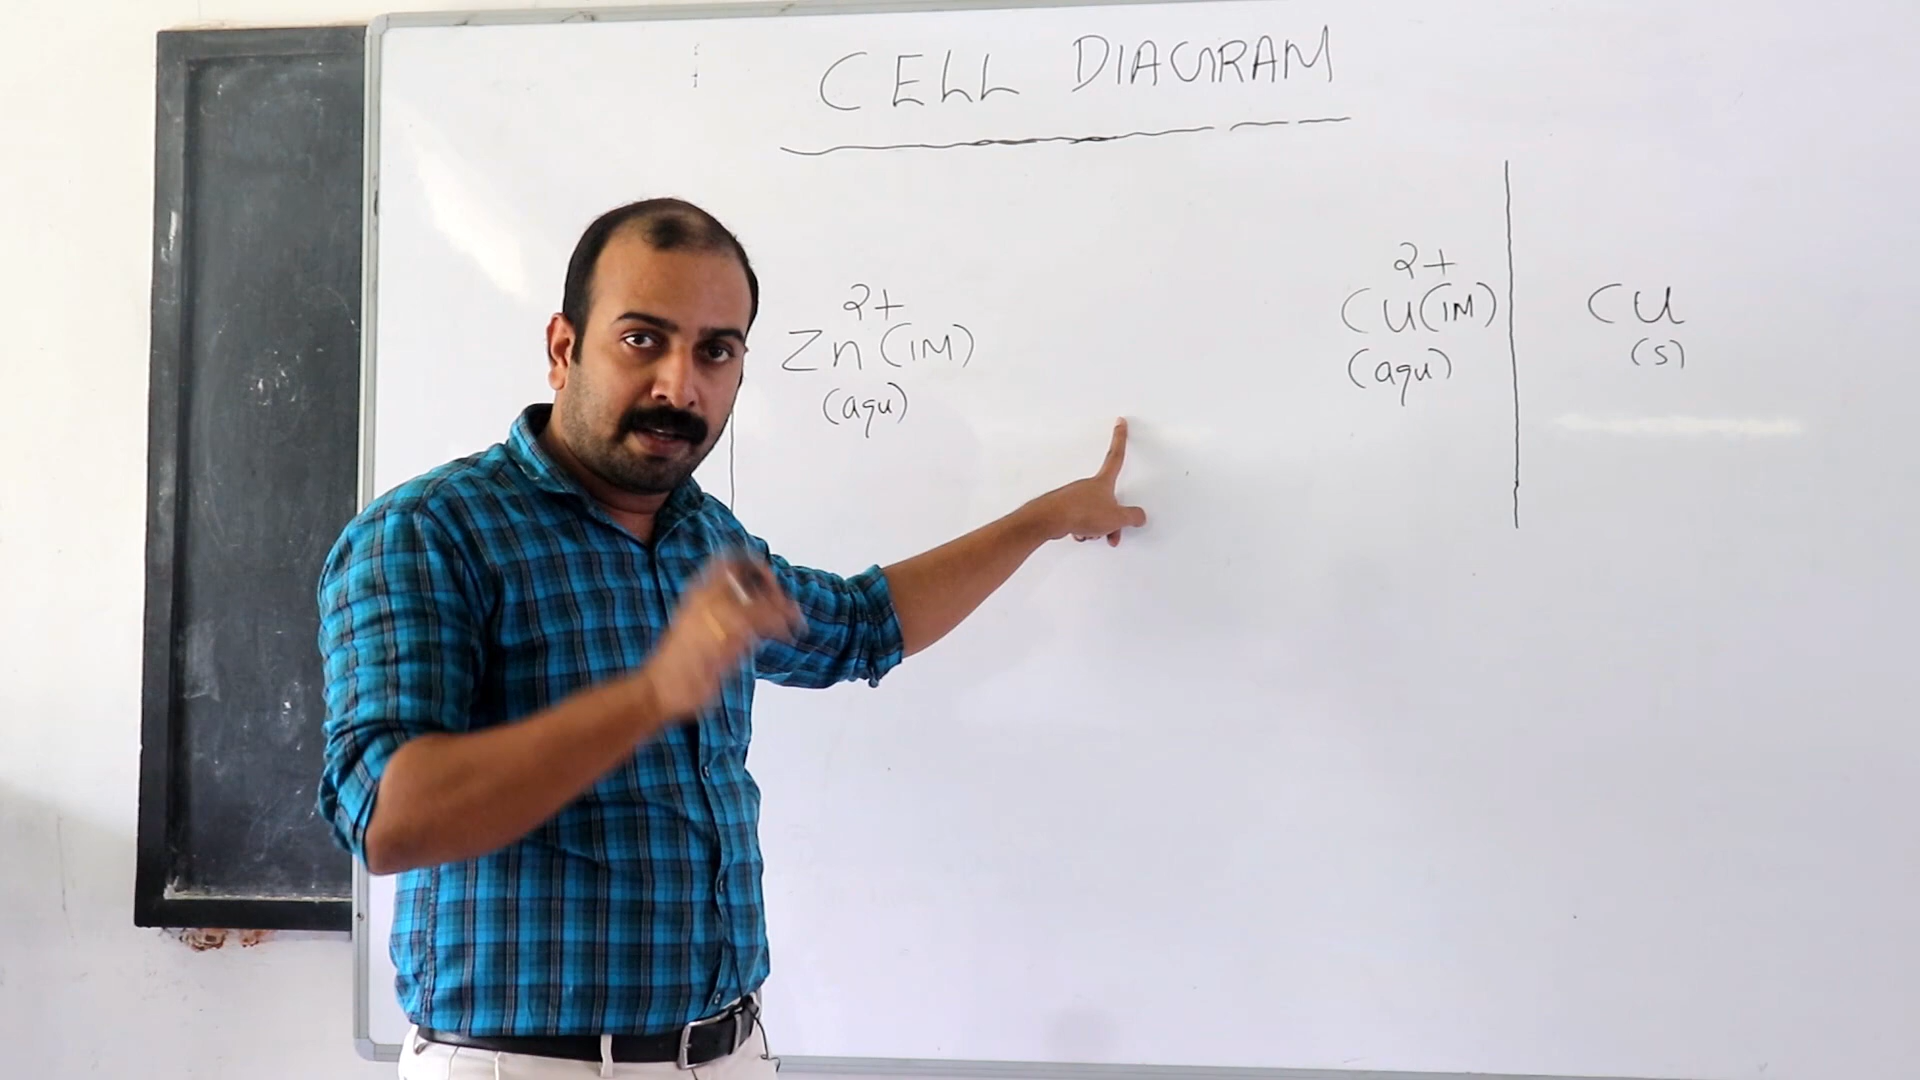 CELL DIAGRAM
2+
Zn (1M)
(aqu)
2+
Cu(1M)
(aqu)
Cu
(s)